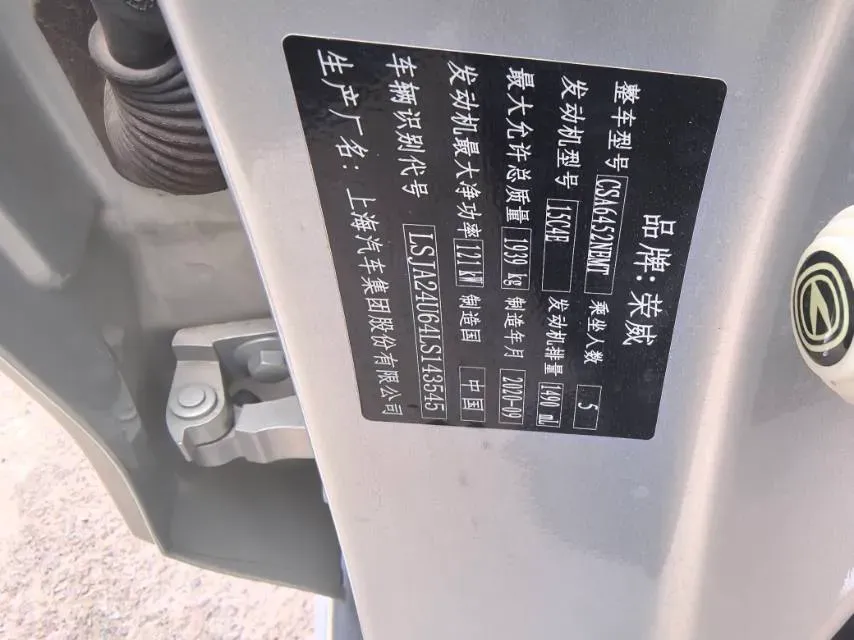 品牌：荣威
整车型号 CSA6452NEMT 乘坐人数 5
发动机型号 15C4E 发动机排量 1490 mL
最大允许总质量 1939 kg 制造年月 2020-09
发动机最大净功率 121 kW 制造国 中国
车辆识别代号 LSJA24U64LS143545
生产厂名：上海汽车集团股份有限公司